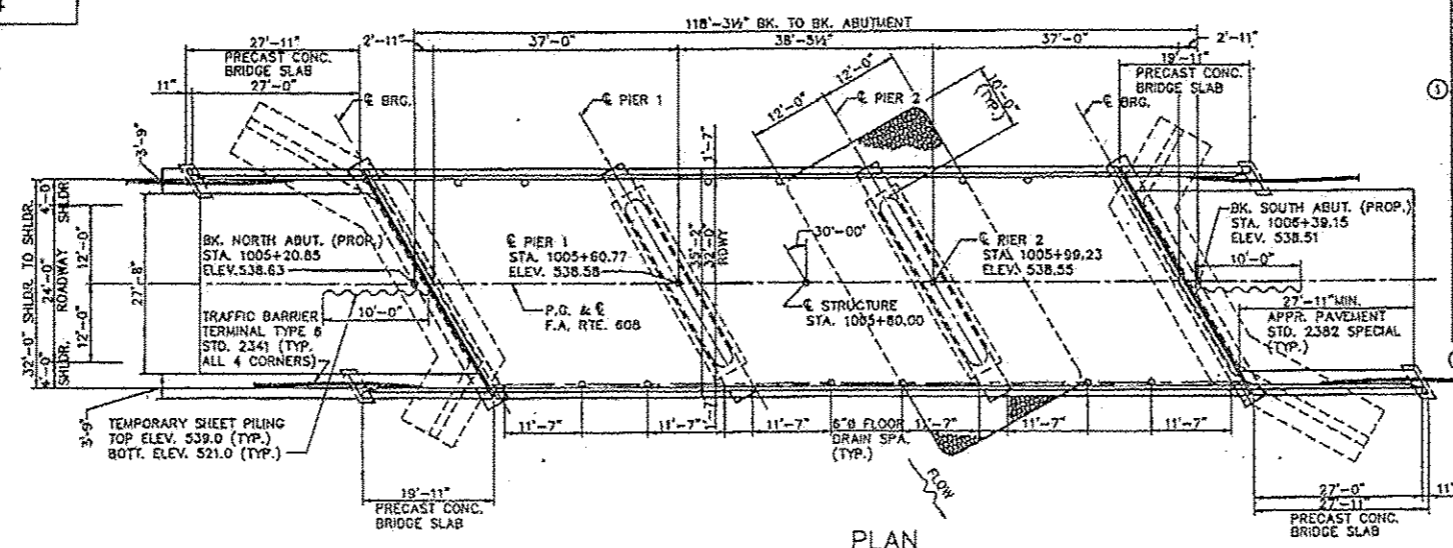 118'-3½" BK. TO BK. ABUTMENT
27'-11"
PRECAST CONC.
BRIDGE SLAB
11"
27'-0"
2'-11"
37'-0"
38'-5½"
37'-0"
2'-11"
19'-11"
PRECAST CONC.
BRIDGE SLAB
℄ BRG.
℄ PIER 1
12'-0"
12'-0"
℄ PIER 2
10'-0"
(TYP.)
℄ BRG.
3'-9"
1'-7"
32'-0" SHLDR. TO SHLDR.
4'-0"
SHLDR
24'-0"
ROADWAY
12'-0"
12'-0"
4'-0"
SHLDR.
27'-8"
BK. NORTH ABUT. (PROP.)
STA. 1005+20.85
ELEV. 538.63
℄ PIER 1
STA. 1005+60.77
ELEV. 538.58
35'-2"
32'-0
RDWY
30'-00"
℄ PIER 2
STA. 1005+99.23
ELEV. 538.55
BK. SOUTH ABUT. (PROP.)
STA. 1006+39.15
ELEV. 538.51
10'-0"
10'-0"
TRAFFIC BARRIER
TERMINAL TYPE 6
STD. 2341 (TYP.
ALL 4 CORNERS)
P.G. & ℄
F.A. RTE. 608
℄ STRUCTURE
STA. 1005+80.00
27'-11"MIN.
APPR. PAVEMENT
STD. 2382 SPECIAL
(TYP.)
3'-9"
TEMPORARY SHEET PILING
TOP ELEV. 539.0 (TYP.)
BOTT. ELEV. 521.0 (TYP.)
11'-7"
11'-7"
1'-7"
11'-7"
6"Ø FLOOR
DRAIN SPA.
(TYP.)
11'-7"
11'-7"
11'-7"
FLOW
19'-11"
PRECAST CONC.
BRIDGE SLAB
27'-0"
27'-11"
11"
PRECAST CONC.
BRIDGE SLAB
PLAN